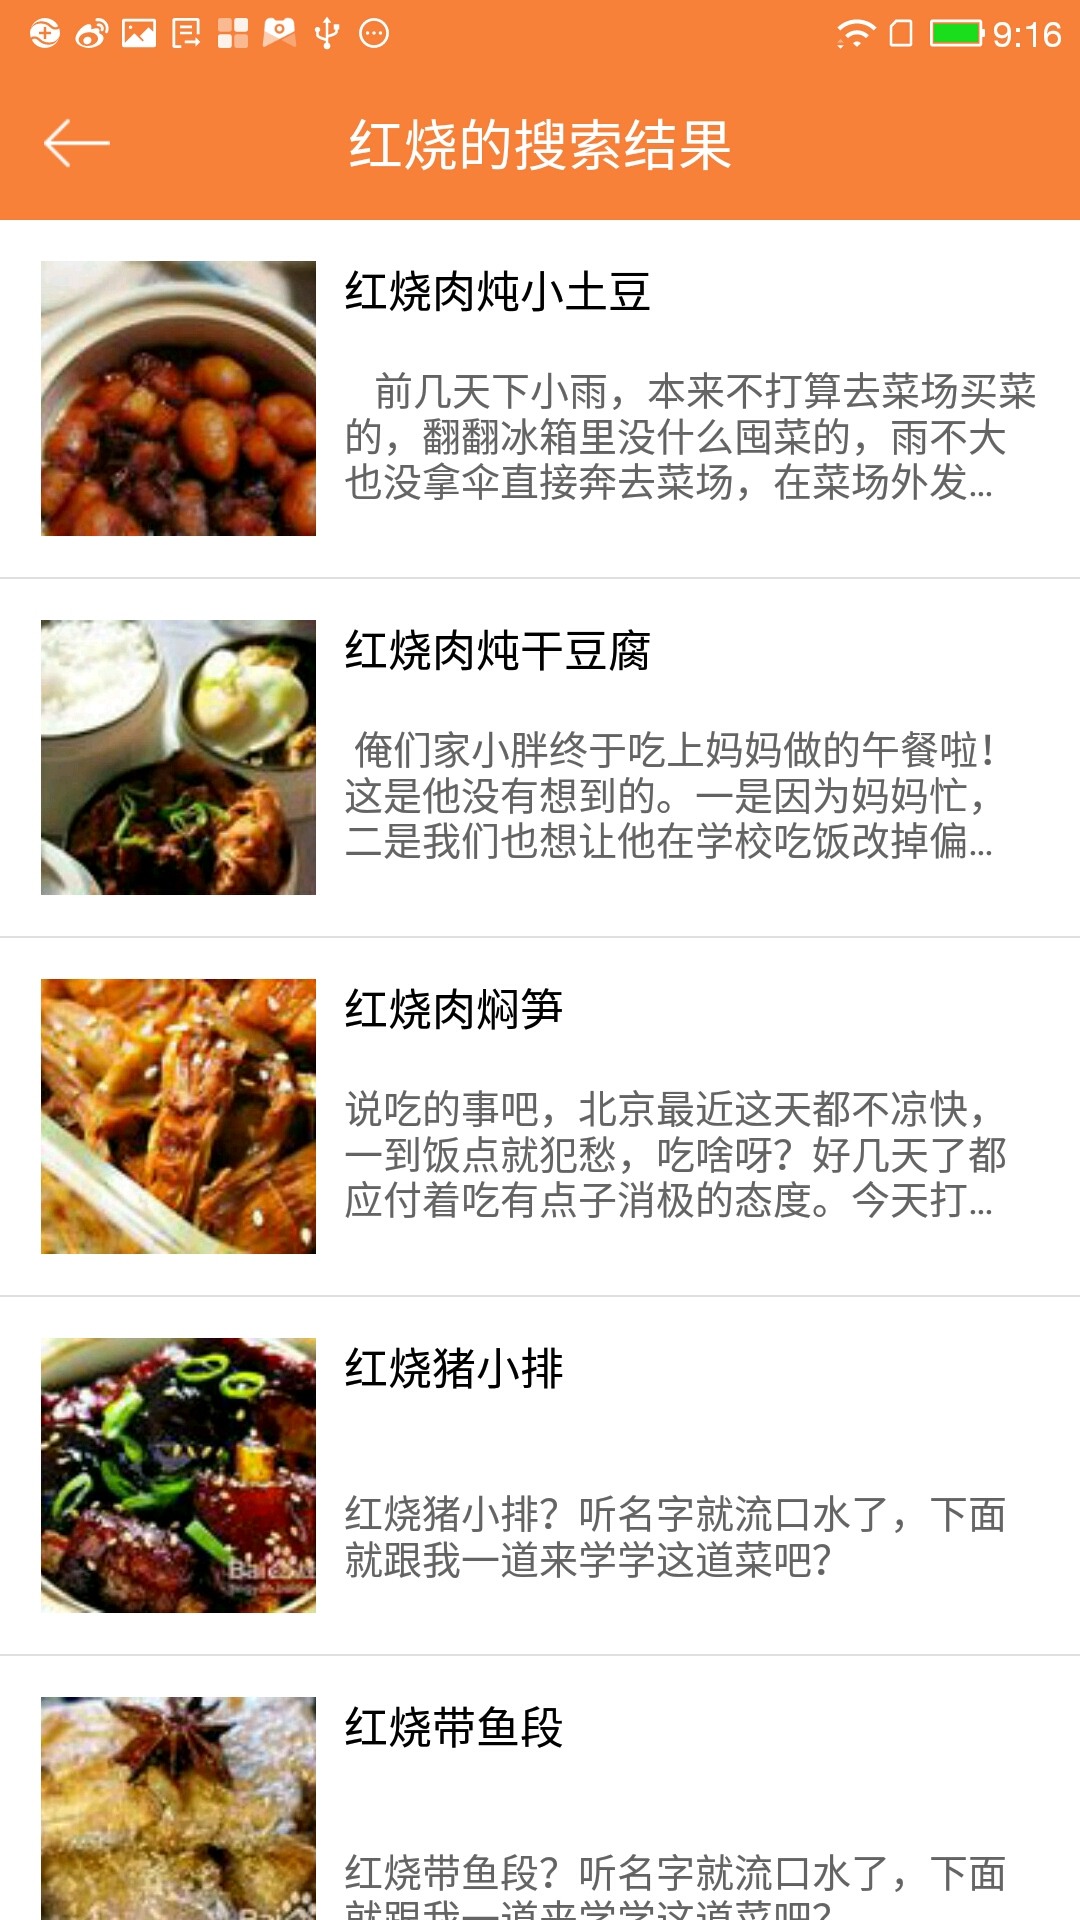 9:16
红烧的搜索结果
红烧肉炖小土豆
前几天下小雨，本来不打算去菜场买菜
的，翻翻冰箱里没什么囤菜的，雨不大
也没拿伞直接奔去菜场，在菜场外发...
红烧肉炖干豆腐
俺们家小胖终于吃上妈妈做的午餐啦！
这是他没有想到的。一是因为妈妈忙，
二是我们也想让他在学校吃饭改掉偏...
红烧肉焖笋
说吃的事吧，北京最近这天都不凉快，
一到饭点就犯愁，吃啥呀？好几天了都
应付着吃有点子消极的态度。今天打...
红烧猪小排
红烧猪小排？听名字就流口水了，下面
就跟我一道来学学这道菜吧？
红烧带鱼段
红烧带鱼段？听名字就流口水了，下面
就跟我一道来学学这道菜吧？